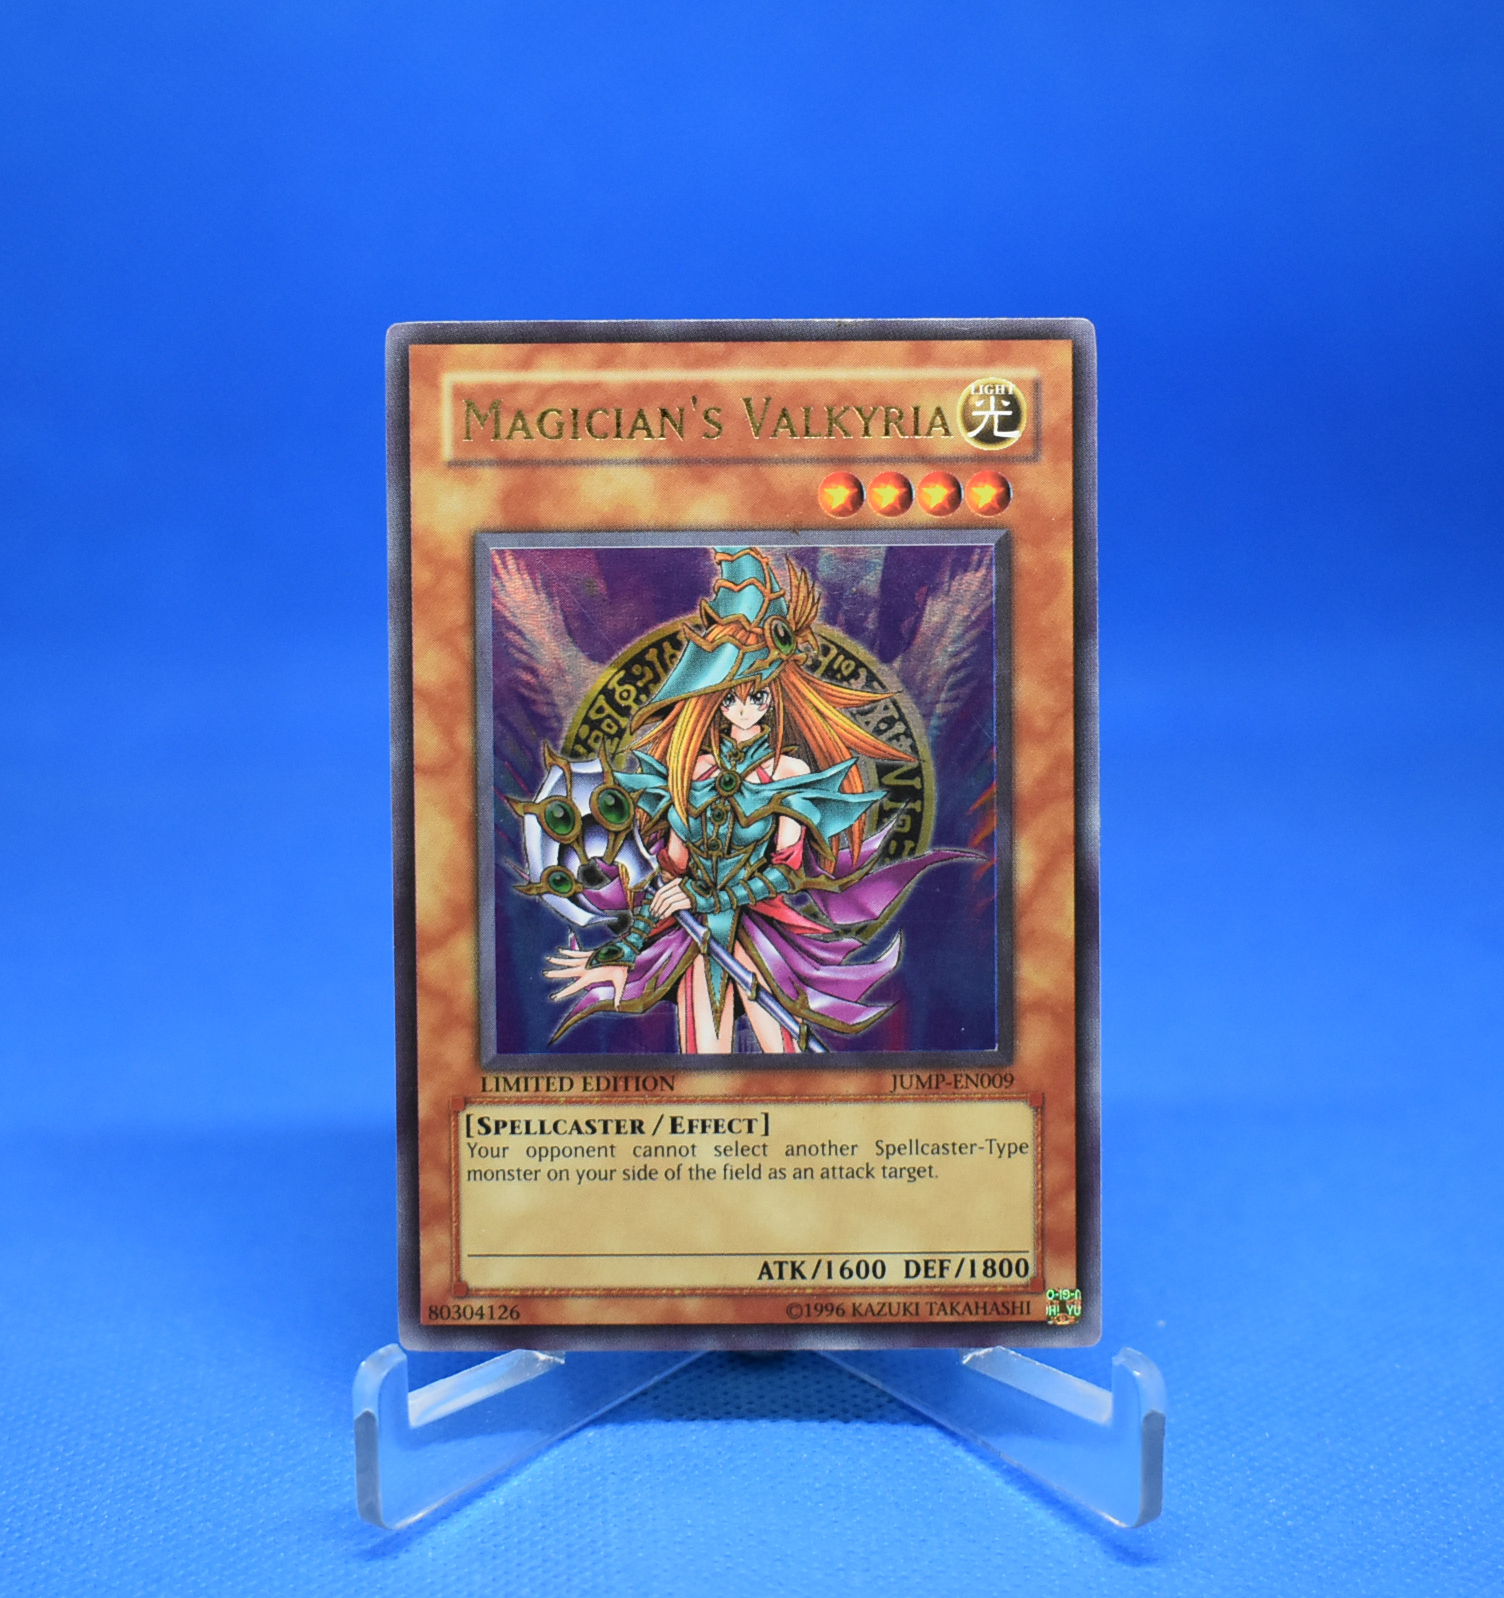 MAGICIAN'S VALKYRIA
LIGHT
光
LIMITED EDITION JUMP-EN009
[SPELLCASTER / EFFECT]
Your opponent cannot select another Spellcaster-Type
monster on your side of the field as an attack target.
ATK/1600 DEF/1800
80304126 ©1996 KAZUKI TAKAHASHI